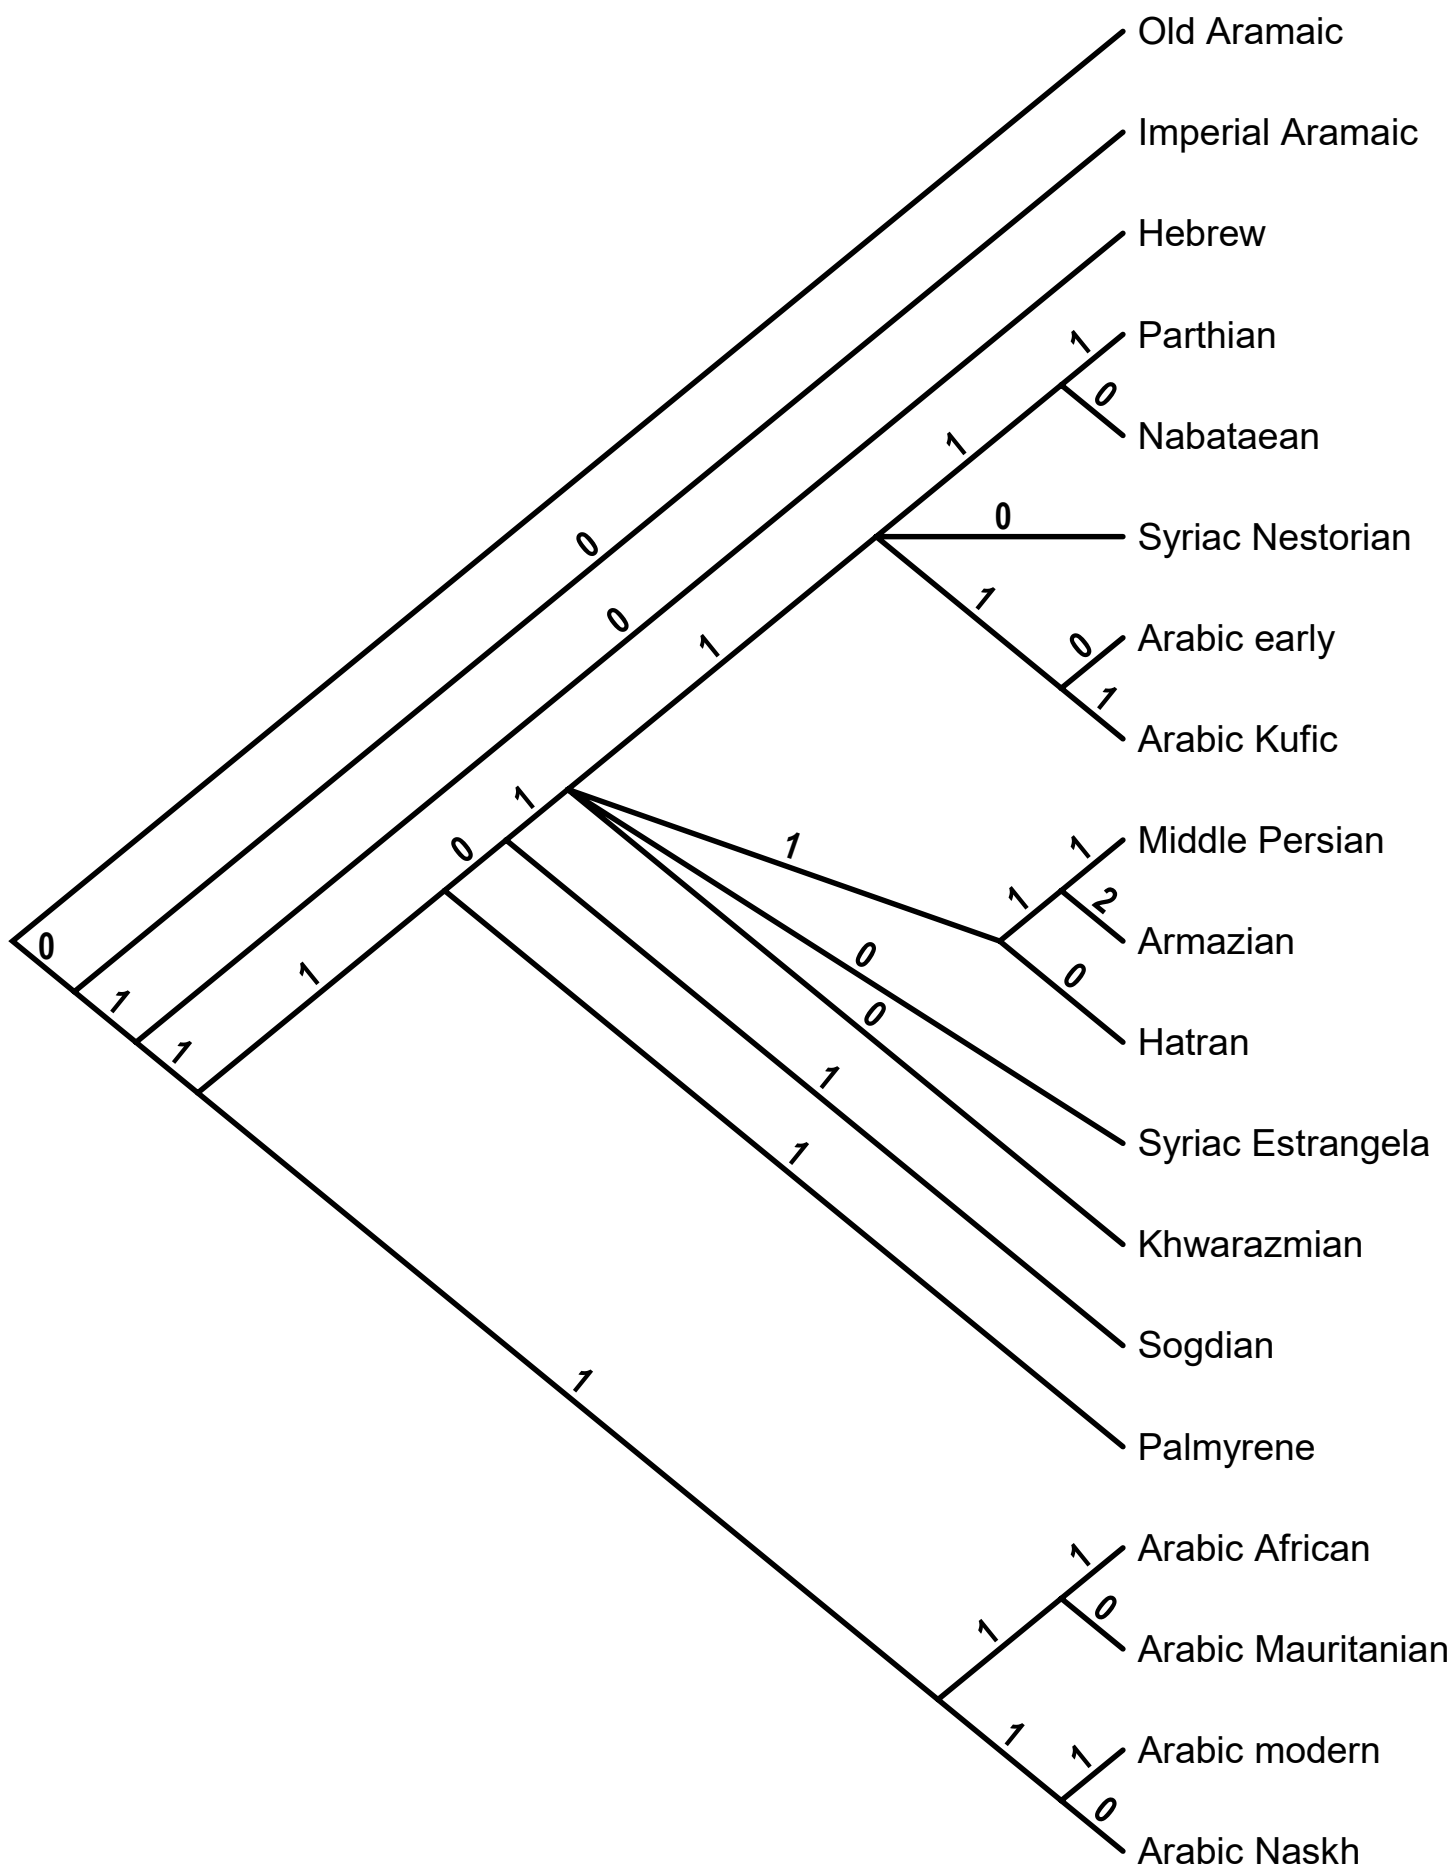 Old Aramaic
Imperial Aramaic
Hebrew
1
Parthian
0
Nabataean
1
0
Syriac Nestorian
0
1
0
Arabic early
0
1
1
Arabic Kufic
1
1
1
Middle Persian
0
1
2
Armazian
0
0
0
Hatran
1
1
0
Syriac Estrangela
1
1
Khwarazmian
1
Sogdian
1
Palmyrene
1
Arabic African
1
0
Arabic Mauritanian
1
1
Arabic modern
0
Arabic Naskh